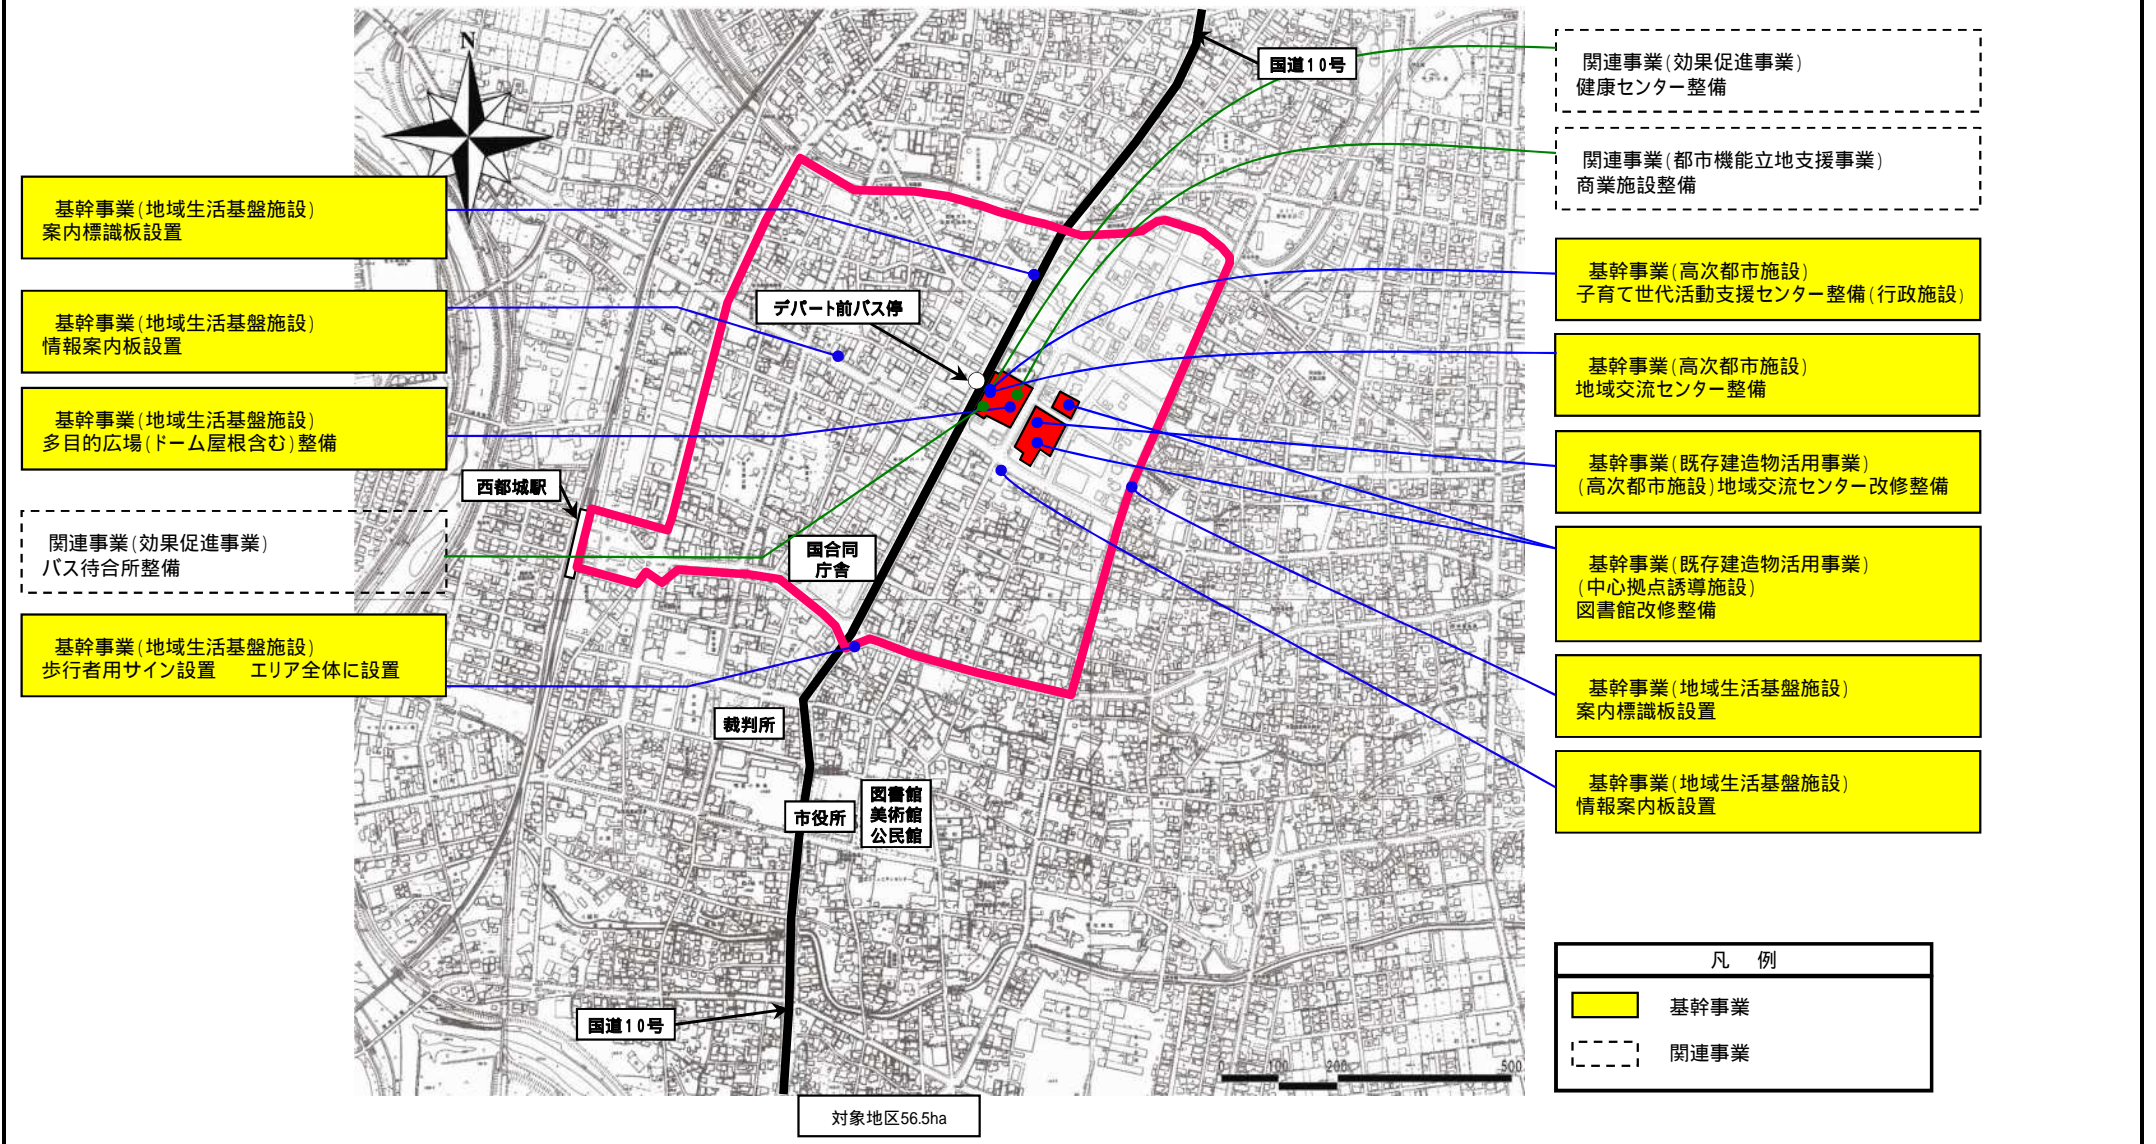 N
国道10号
関連事業(効果促進事業)
健康センター整備
関連事業(都市機能立地支援事業)
商業施設整備
基幹事業(地域生活基盤施設)
案内標識板設置
基幹事業(高次都市施設)
子育て世代活動支援センター整備(行政施設)
基幹事業(地域生活基盤施設)
情報案内板設置
デパート前バス停
基幹事業(高次都市施設)
地域交流センター整備
基幹事業(地域生活基盤施設)
多目的広場(ドーム屋根含む)整備
基幹事業(既存建造物活用事業)
(高次都市施設)地域交流センター改修整備
西都城駅
関連事業(効果促進事業)
バス待合所整備
国合同
庁舎
基幹事業(既存建造物活用事業)
(中心拠点誘導施設)
図書館改修整備
基幹事業(地域生活基盤施設)
歩行者用サイン設置 エリア全体に設置
基幹事業(地域生活基盤施設)
案内標識板設置
裁判所
基幹事業(地域生活基盤施設)
情報案内板設置
市役所
図書館
美術館
公民館
凡 例
基幹事業
関連事業
国道10号
0 100 200 500
対象地区56.5ha